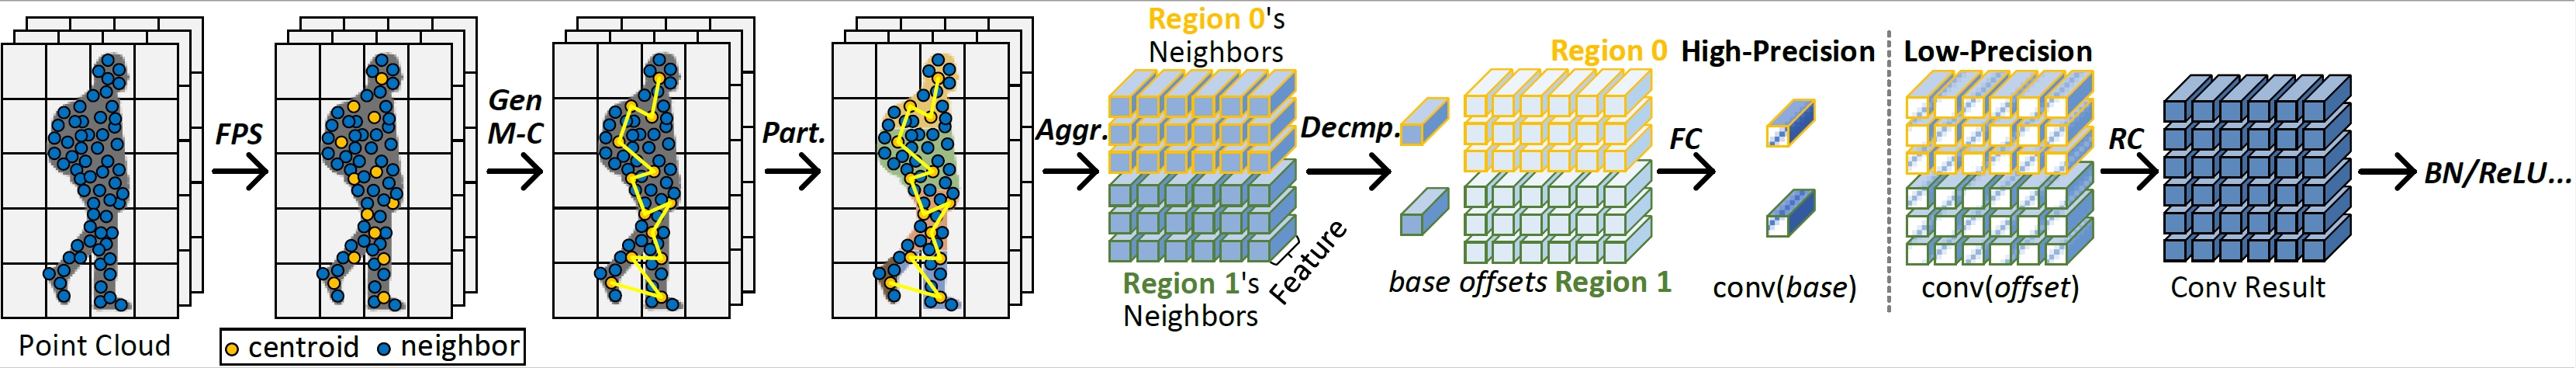 Point Cloud
FPS
centroid
neighbor
Gen
M-C
Part.
Aggr.
Region 0's
Neighbors
Region 1's
Neighbors
Feature
Decmp.
Region 0
base offsets Region 1
FC
High-Precision
conv(base)
Low-Precision
conv(offset)
RC
Conv Result
BN/ReLU...